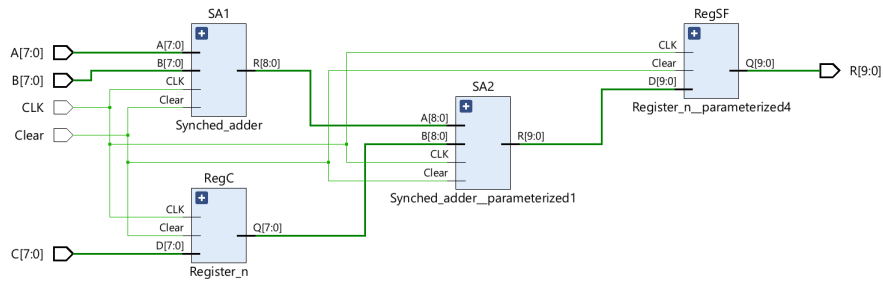 SA1
A[7:0]
B[7:0]
CLK
Clear
R[8:0]
Synched_adder
A[7:0]
B[7:0]
CLK
Clear
C[7:0]
RegC
CLK
Clear
D[7:0]
Q[7:0]
Register_n
SA2
A[8:0]
B[8:0]
CLK
Clear
R[9:0]
Synched_adder__parameterized1
RegSF
CLK
Clear
D[9:0]
Q[9:0]
Register_n__parameterized4
R[9:0]